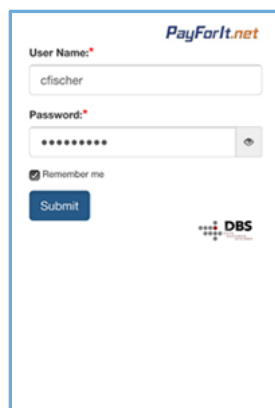 PayForIt.net
User Name:*
cfischer
Password:*
•••••••••
Remember me
Submit
DBS